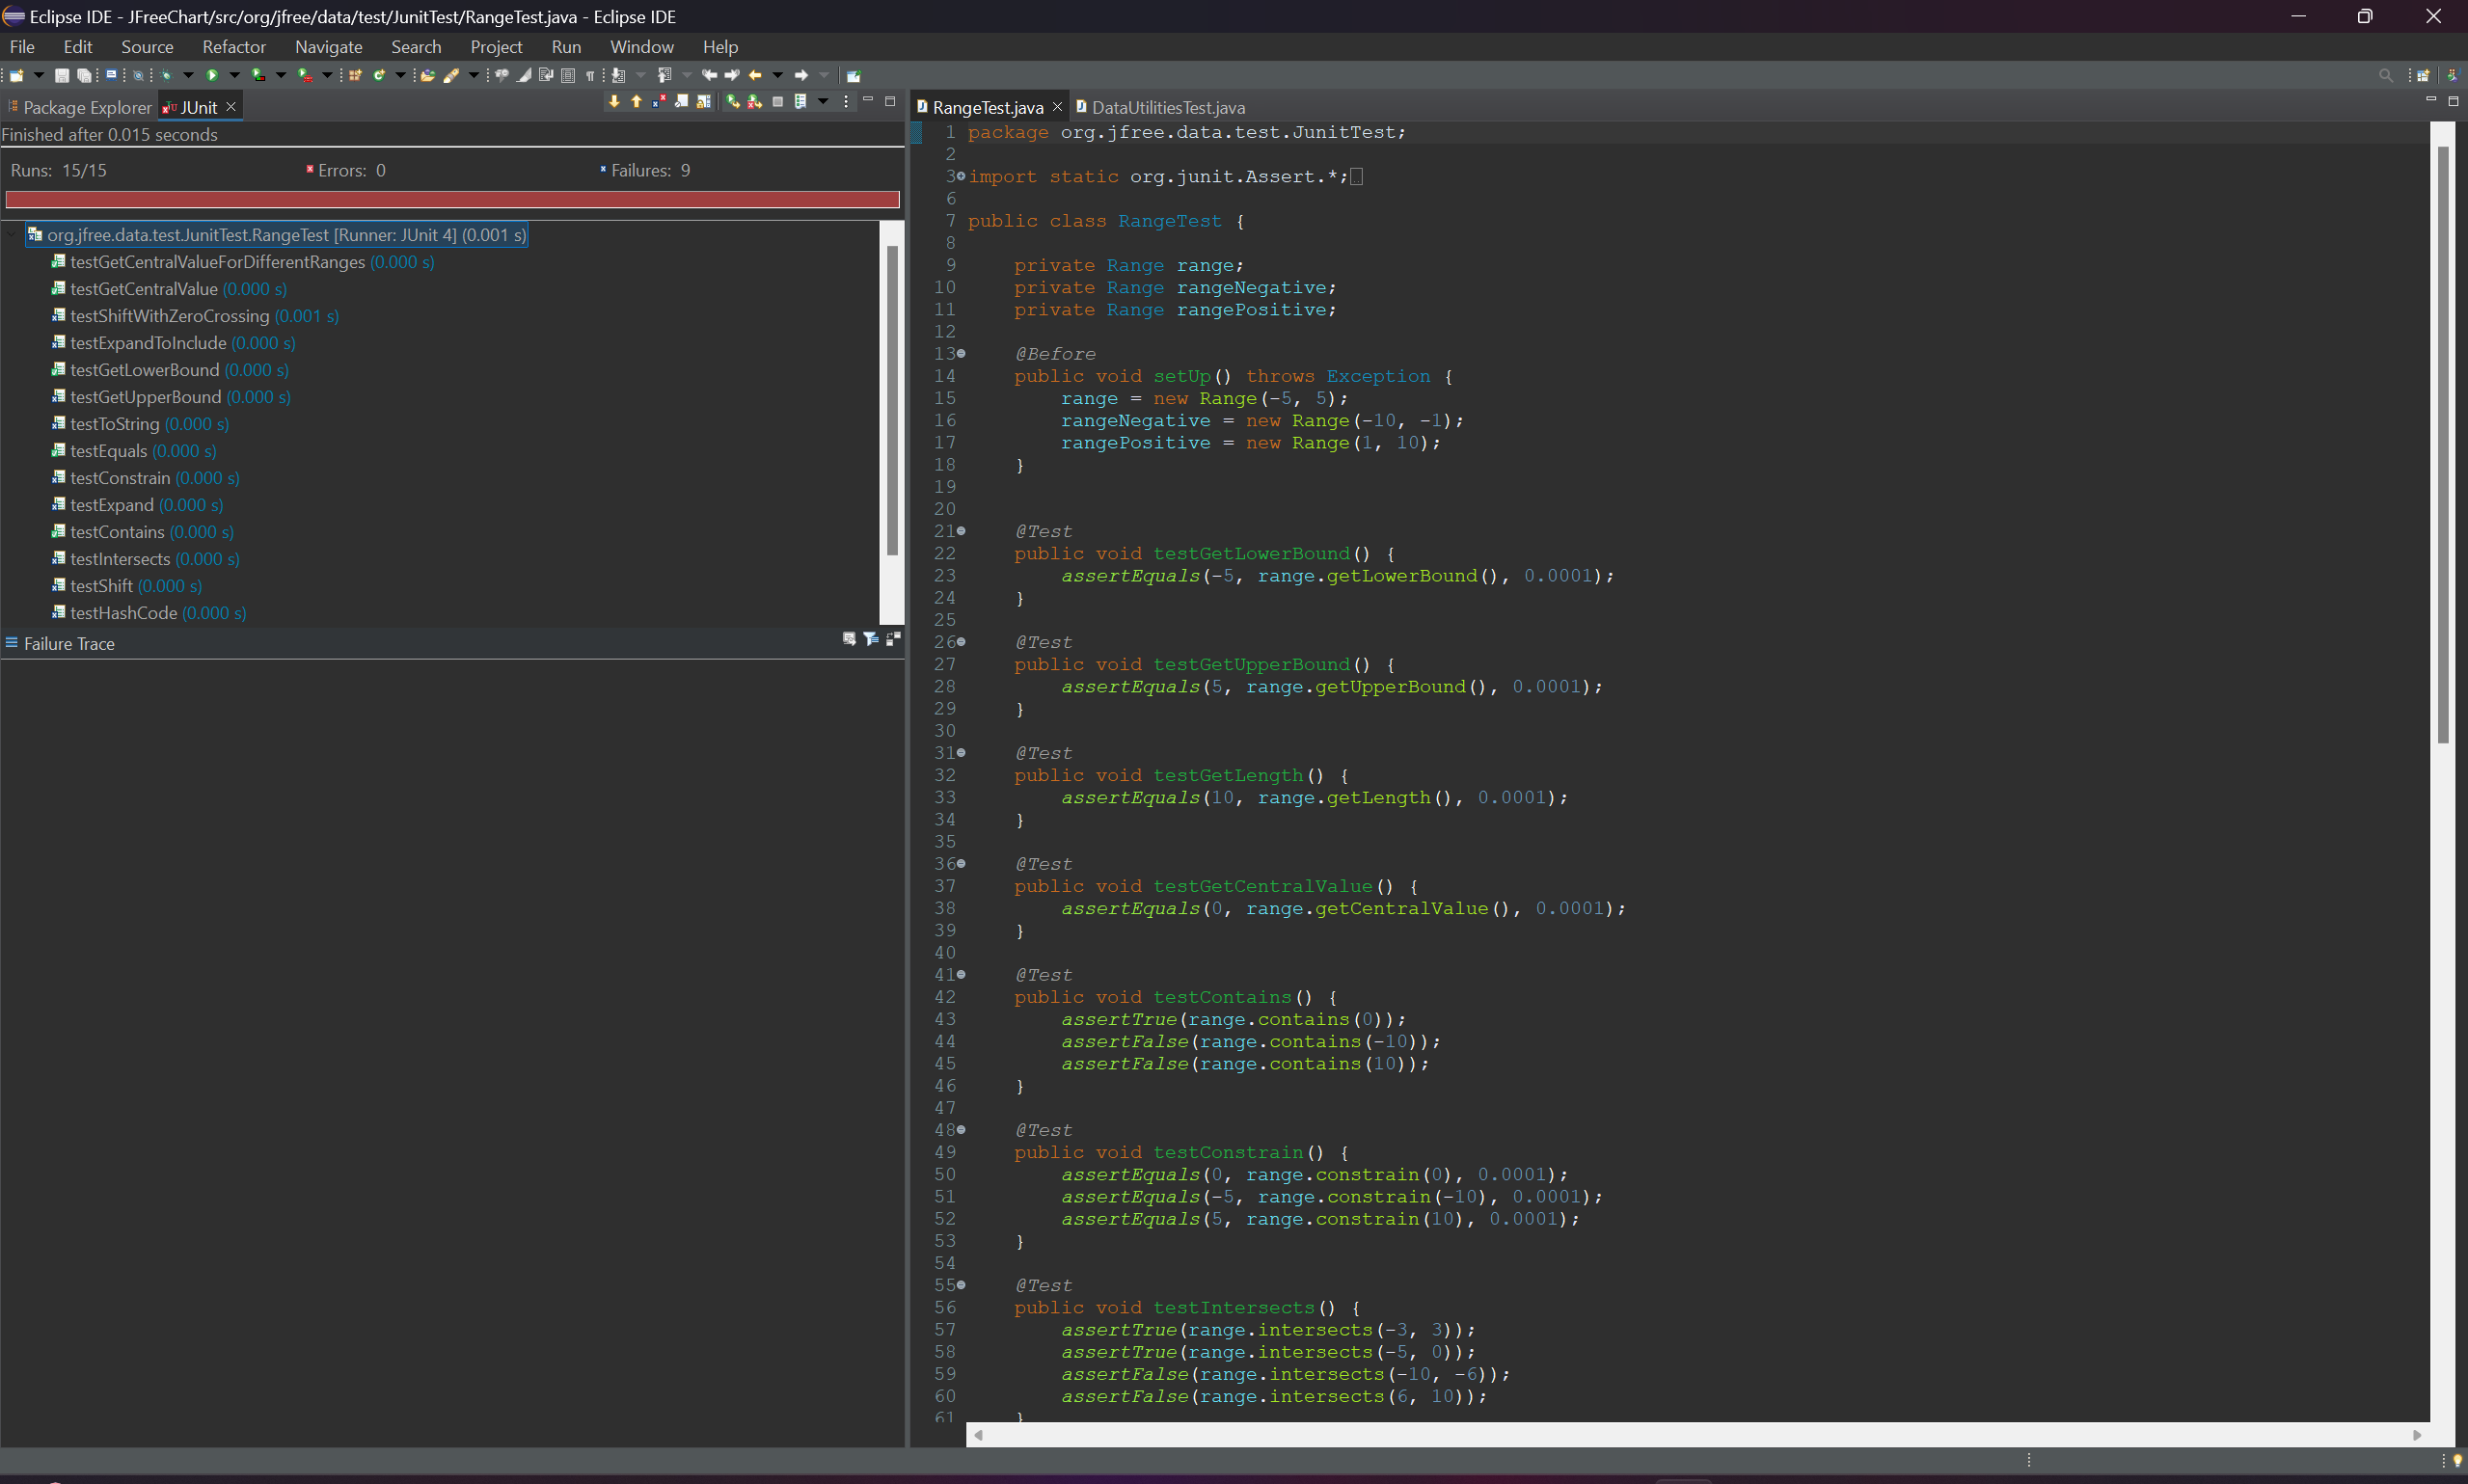 Eclipse IDE - JFreeChart/src/org/jfree/data/test/JunitTest/RangeTest.java - Eclipse IDE
File Edit Source Refactor Navigate Search Project Run Window Help
Package Explorer JUnit
Finished after 0.015 seconds
Runs: 15/15 Errors: 0 Failures: 9
org.jfree.data.test.JunitTest.RangeTest [Runner: JUnit 4] (0.001 s)
testGetCentralValueForDifferentRanges (0.000 s)
testGetCentralValue (0.000 s)
testShiftWithZeroCrossing (0.001 s)
testExpandToInclude (0.000 s)
testGetLowerBound (0.000 s)
testGetUpperBound (0.000 s)
testToString (0.000 s)
testEquals (0.000 s)
testConstrain (0.000 s)
testExpand (0.000 s)
testContains (0.000 s)
testIntersects (0.000 s)
testShift (0.000 s)
testHashCode (0.000 s)
Failure Trace
RangeTest.java DataUtilitiesTest.java
1 package org.jfree.data.test.JunitTest;
2
3 import static org.junit.Assert.*;
6
7 public class RangeTest {
8
9 private Range range;
10 private Range rangeNegative;
11 private Range rangePositive;
12
13 @Before
14 public void setUp() throws Exception {
15 range = new Range(-5, 5);
16 rangeNegative = new Range(-10, -1);
17 rangePositive = new Range(1, 10);
18 }
19
20
21 @Test
22 public void testGetLowerBound() {
23 assertEquals(-5, range.getLowerBound(), 0.0001);
24 }
25
26 @Test
27 public void testGetUpperBound() {
28 assertEquals(5, range.getUpperBound(), 0.0001);
29 }
30
31 @Test
32 public void testGetLength() {
33 assertEquals(10, range.getLength(), 0.0001);
34 }
35
36 @Test
37 public void testGetCentralValue() {
38 assertEquals(0, range.getCentralValue(), 0.0001);
39 }
40
41 @Test
42 public void testContains() {
43 assertTrue(range.contains(0));
44 assertFalse(range.contains(-10));
45 assertFalse(range.contains(10));
46 }
47
48 @Test
49 public void testConstrain() {
50 assertEquals(0, range.constrain(0), 0.0001);
51 assertEquals(-5, range.constrain(-10), 0.0001);
52 assertEquals(5, range.constrain(10), 0.0001);
53 }
54
55 @Test
56 public void testIntersects() {
57 assertTrue(range.intersects(-3, 3));
58 assertTrue(range.intersects(-5, 0));
59 assertFalse(range.intersects(-10, -6));
60 assertFalse(range.intersects(6, 10));
61 }